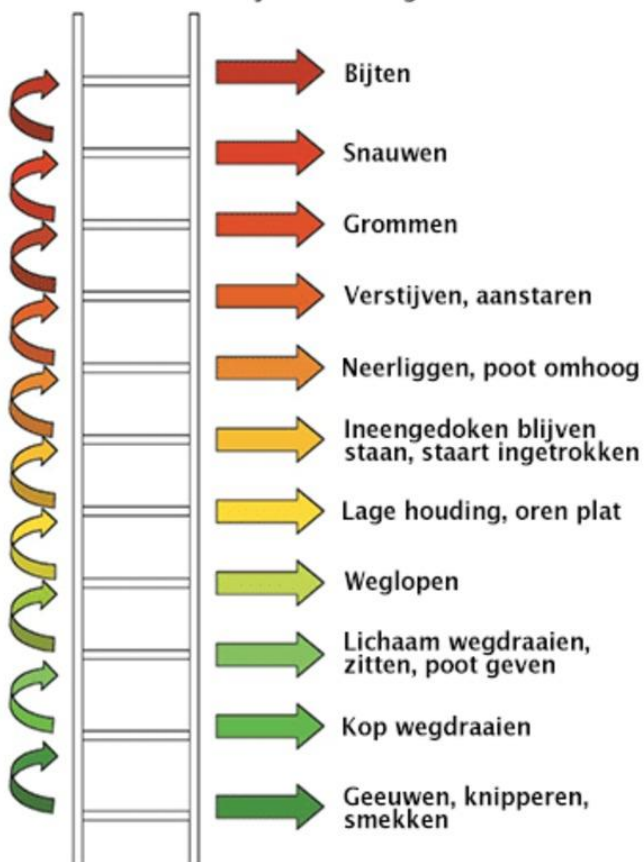 Bijten
Snauwen
Grommen
Verstijven, aanstaren
Neerliggen, poot omhoog
Ineengedoken blijven
staan, staart ingetrokken
Lage houding, oren plat
Weglopen
Lichaam wegdraaien,
zitten, poot geven
Kop wegdraaien
Geeuwen, knipperen,
smekken